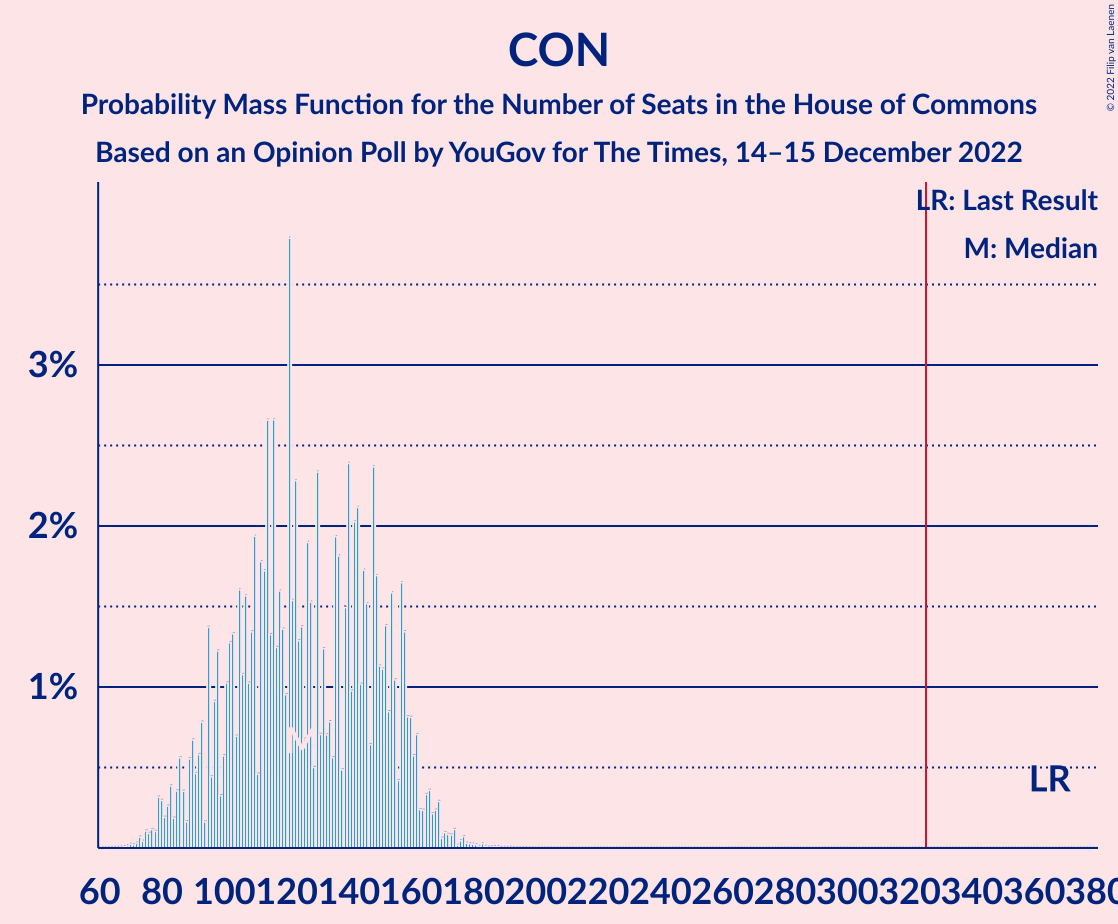 CON
Probability Mass Function for the Number of Seats in the House of Commons
Based on an Opinion Poll by YouGov for The Times, 14–15 December 2022
© 2022 Filip van Laenen
LR: Last Result
M: Median
3%
2%
1%
LR
60 80 100 120 140 160 180 200 220 240 260 280 300 320 340 360 380